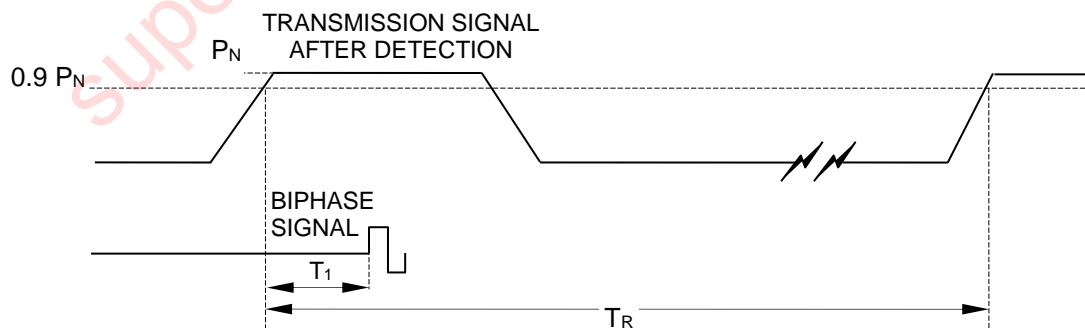 TRANSMISSION SIGNAL
AFTER DETECTION
PN
0.9 PN
BIPHASE
SIGNAL
T1
TR